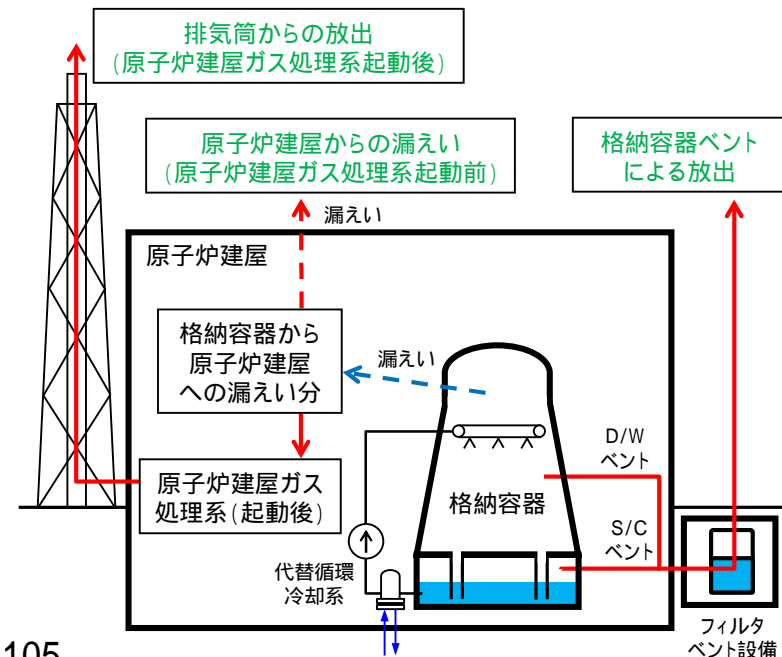 排気筒からの放出
(原子炉建屋ガス処理系起動後)
原子炉建屋からの漏えい
(原子炉建屋ガス処理系起動前)
格納容器ベント
による放出
漏えい
原子炉建屋
格納容器から
原子炉建屋
への漏えい分
漏えい
D/W
ベント
原子炉建屋ガス
処理系(起動後)
格納容器
S/C
ベント
代替循環
冷却系
フィルタ
ベント設備
105